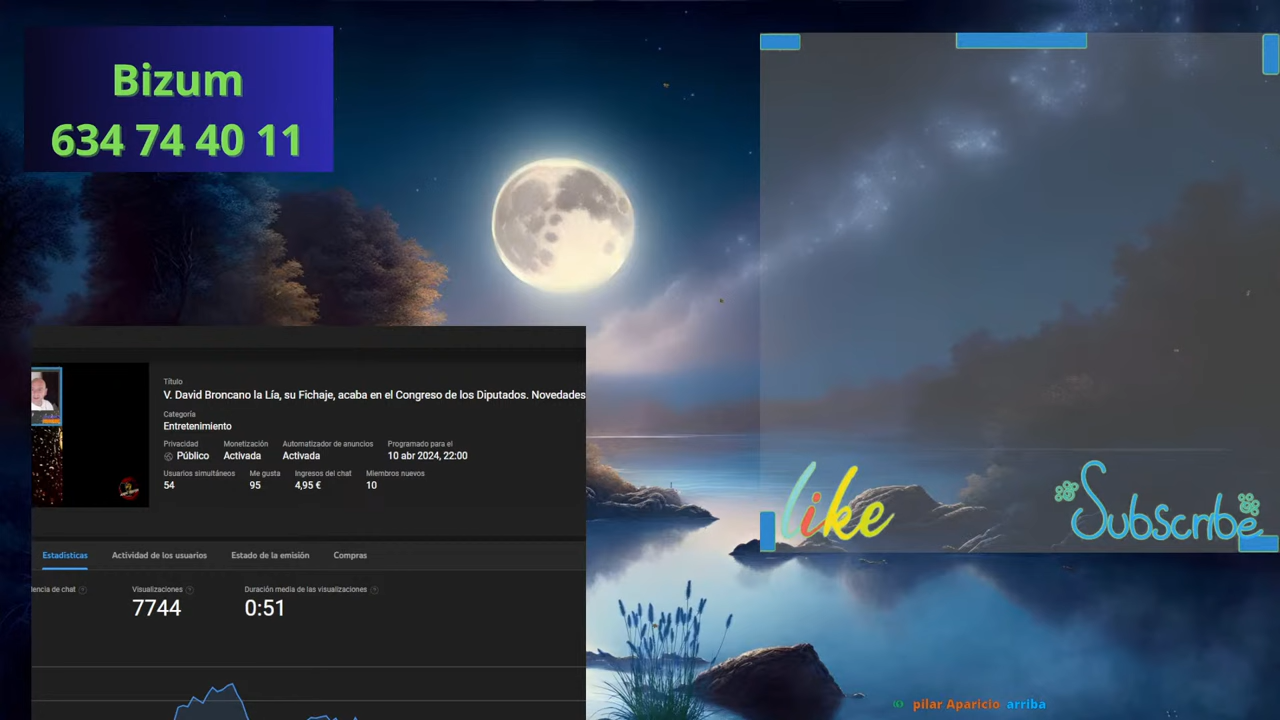 Bizum
634 74 40 11
Título
V. David Broncano la Lía, su Fichaje, acaba en el Congreso de los Diputados. Novedades
Categoría
Entretenimiento
Privacidad Monetización Automatizador de anuncios Programado para el
Público Activada Activada 10 abr 2024, 22:00
Usuarios simultáneos Me gusta Ingresos del chat Miembros nuevos
54 95 4,95 € 10
Estadísticas Actividad de los usuarios Estado de la emisión Compras
encia de chat Visualizaciones Duración media de las visualizaciones
7744 0:51
like Subscribe
pilar Aparicio arriba